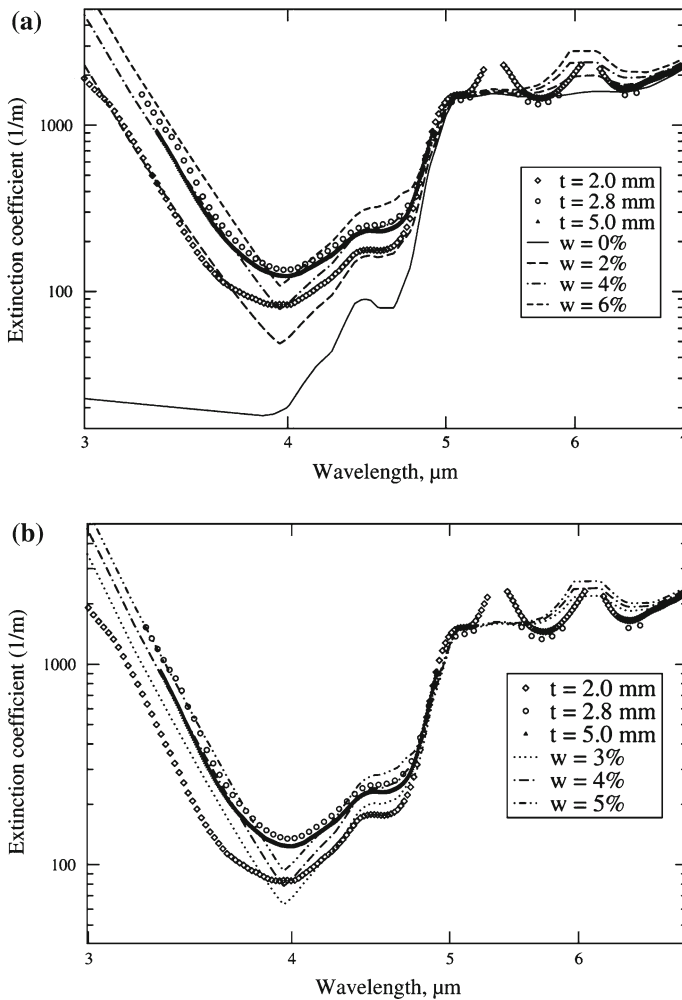 (a)
Extinction coefficient (1/m)
1000
100
t = 2.0 mm
t = 2.8 mm
t = 5.0 mm
w = 0%
w = 2%
w = 4%
w = 6%
3
4
5
6
Wavelength, μm
(b)
Extinction coefficient (1/m)
1000
100
t = 2.0 mm
t = 2.8 mm
t = 5.0 mm
w = 3%
w = 4%
w = 5%
3
4
5
6
Wavelength, μm